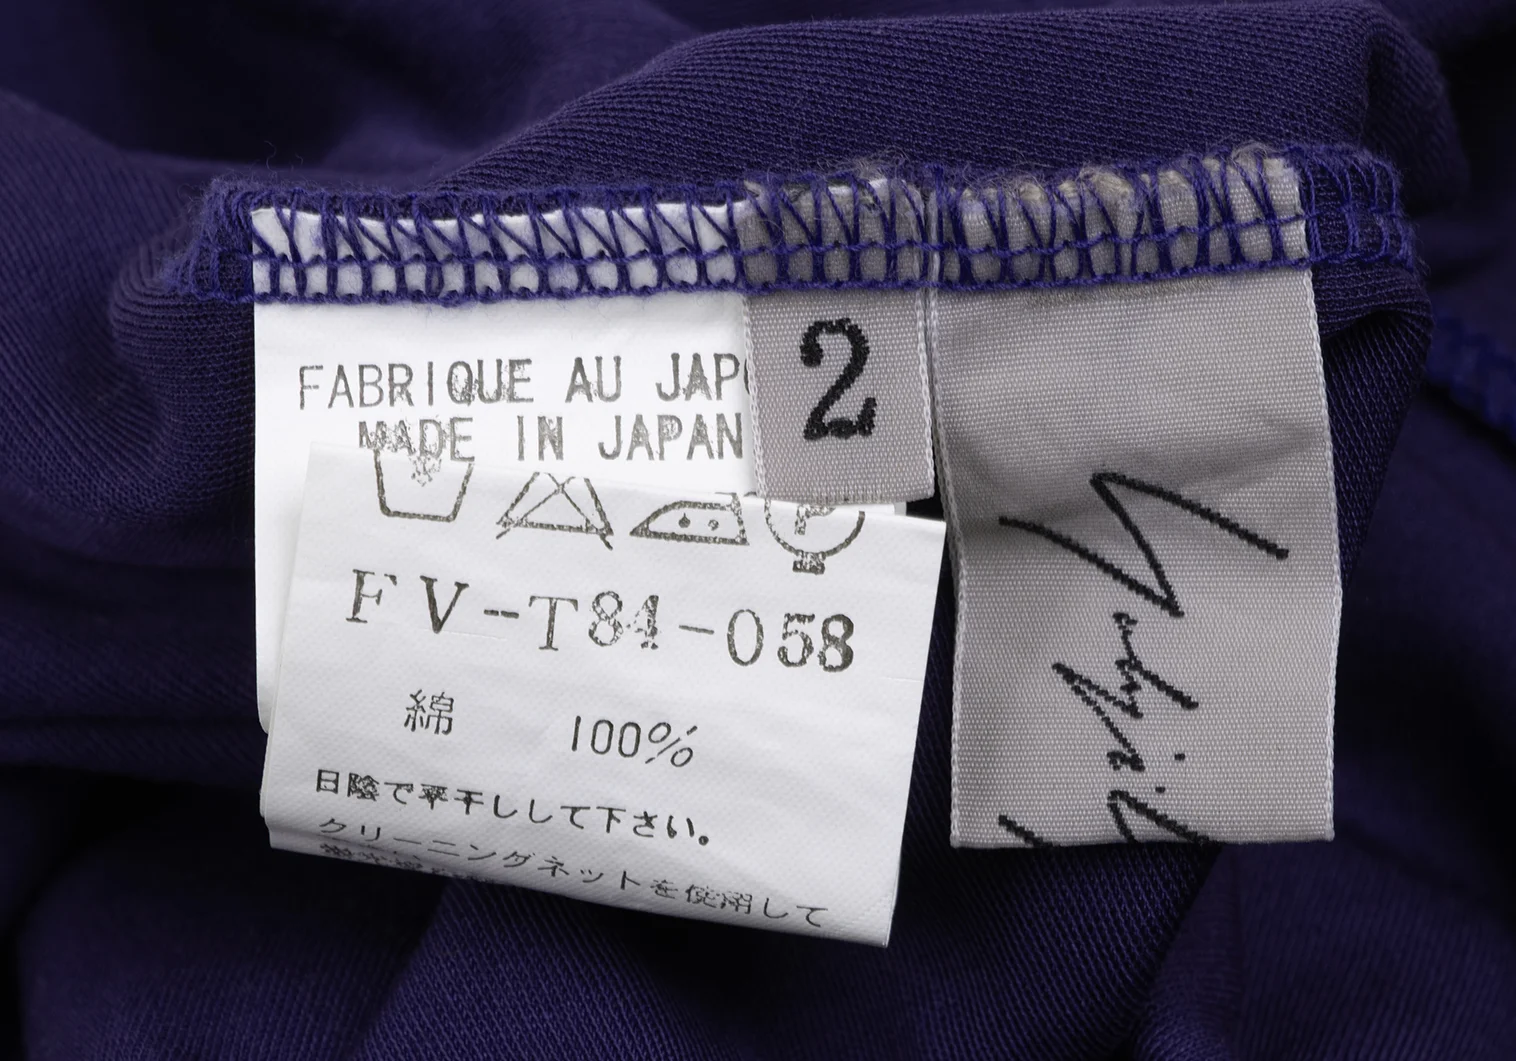 FABRIQUE AU JAP
MADE IN JAPAN
2
FV-T84-058
綿 100%
日陰で平干しして下さい。
クリーニングネットを使用して